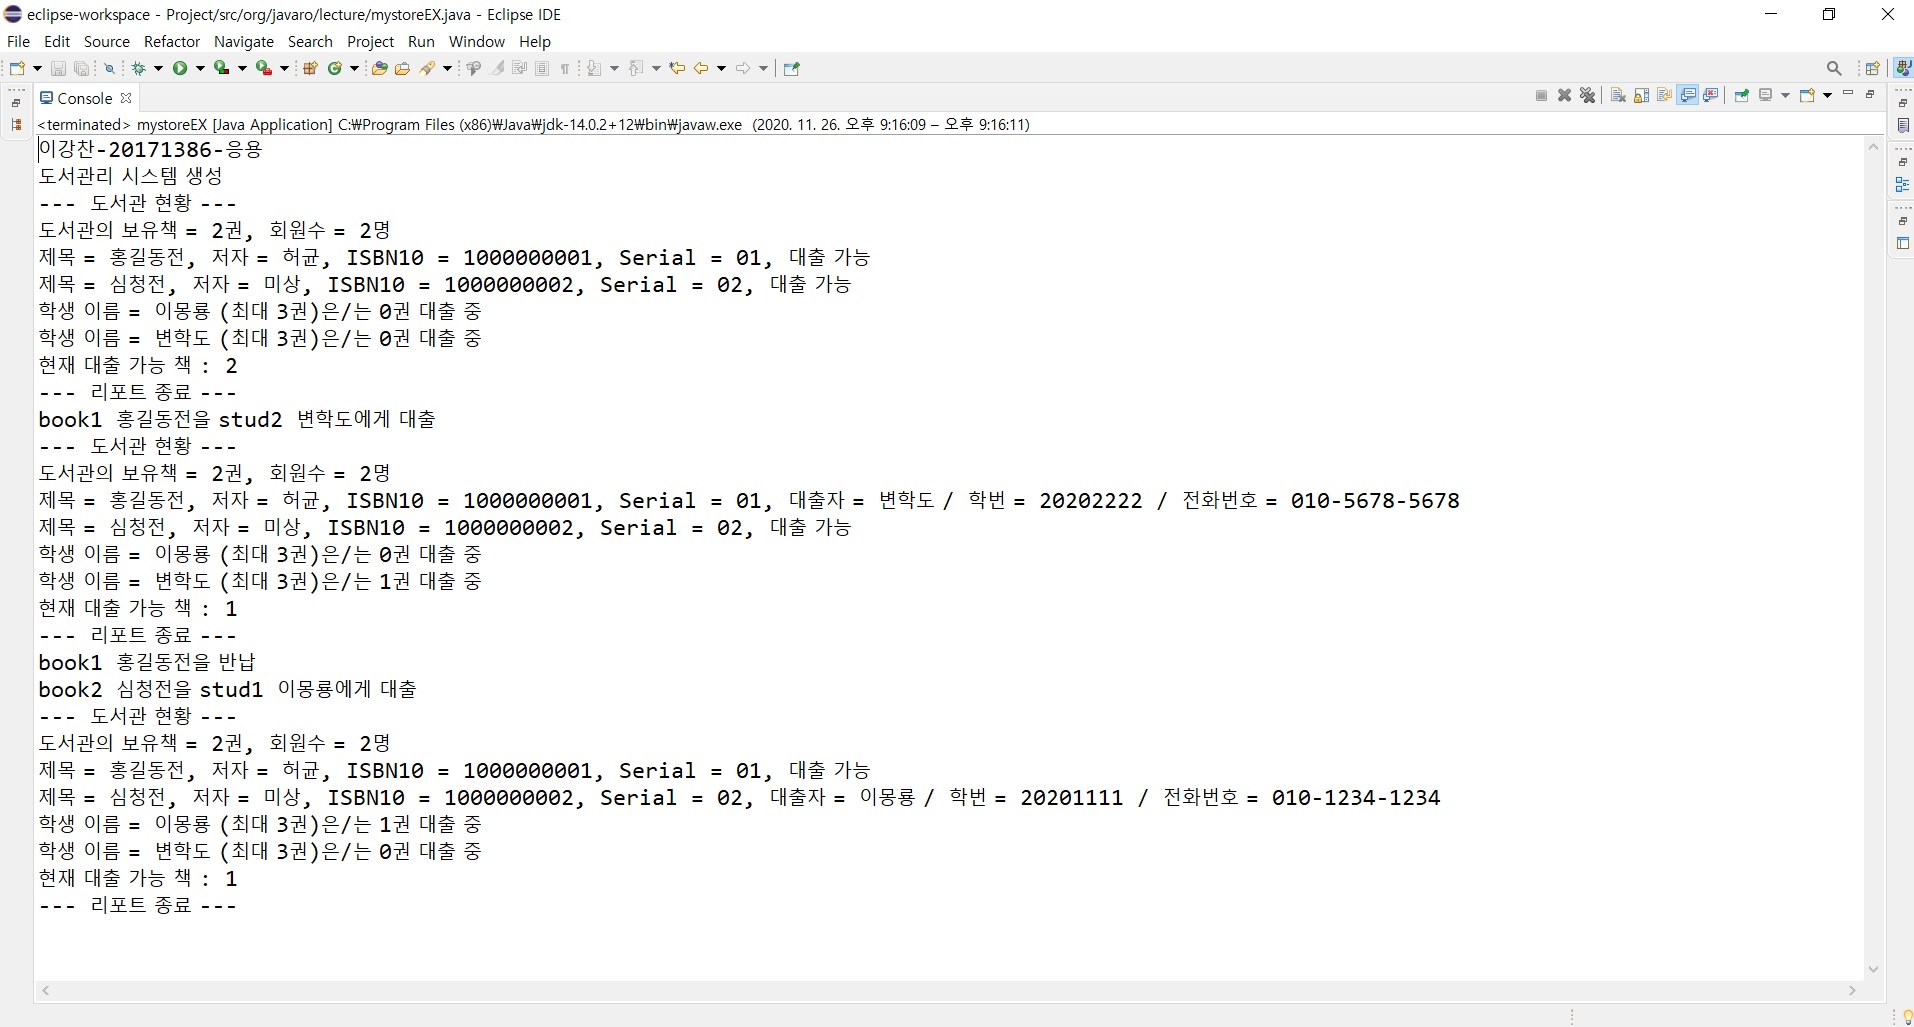 eclipse-workspace - Project/src/org/javaro/lecture/mystoreEX.java - Eclipse IDE
File Edit Source Refactor Navigate Search Project Run Window Help
Console
<terminated> mystoreEX [Java Application] C:₩Program Files (x86)₩Java₩jdk-14.0.2+12₩bin₩javaw.exe (2020. 11. 26. 오후 9:16:09 – 오후 9:16:11)
이강찬-20171386-응용
도서관리 시스템 생성
--- 도서관 현황 ---
도서관의 보유책 = 2권, 회원수 = 2명
제목 = 홍길동전, 저자 = 허균, ISBN10 = 1000000001, Serial = 01, 대출 가능
제목 = 심청전, 저자 = 미상, ISBN10 = 1000000002, Serial = 02, 대출 가능
학생 이름 = 이몽룡 (최대 3권)은/는 0권 대출 중
학생 이름 = 변학도 (최대 3권)은/는 0권 대출 중
현재 대출 가능 책 : 2
--- 리포트 종료 ---
book1 홍길동전을 stud2 변학도에게 대출
--- 도서관 현황 ---
도서관의 보유책 = 2권, 회원수 = 2명
제목 = 홍길동전, 저자 = 허균, ISBN10 = 1000000001, Serial = 01, 대출자 = 변학도 / 학번 = 20202222 / 전화번호 = 010-5678-5678
제목 = 심청전, 저자 = 미상, ISBN10 = 1000000002, Serial = 02, 대출 가능
학생 이름 = 이몽룡 (최대 3권)은/는 0권 대출 중
학생 이름 = 변학도 (최대 3권)은/는 1권 대출 중
현재 대출 가능 책 : 1
--- 리포트 종료 ---
book1 홍길동전을 반납
book2 심청전을 stud1 이몽룡에게 대출
--- 도서관 현황 ---
도서관의 보유책 = 2권, 회원수 = 2명
제목 = 홍길동전, 저자 = 허균, ISBN10 = 1000000001, Serial = 01, 대출 가능
제목 = 심청전, 저자 = 미상, ISBN10 = 1000000002, Serial = 02, 대출자 = 이몽룡 / 학번 = 20201111 / 전화번호 = 010-1234-1234
학생 이름 = 이몽룡 (최대 3권)은/는 1권 대출 중
학생 이름 = 변학도 (최대 3권)은/는 0권 대출 중
현재 대출 가능 책 : 1
--- 리포트 종료 ---